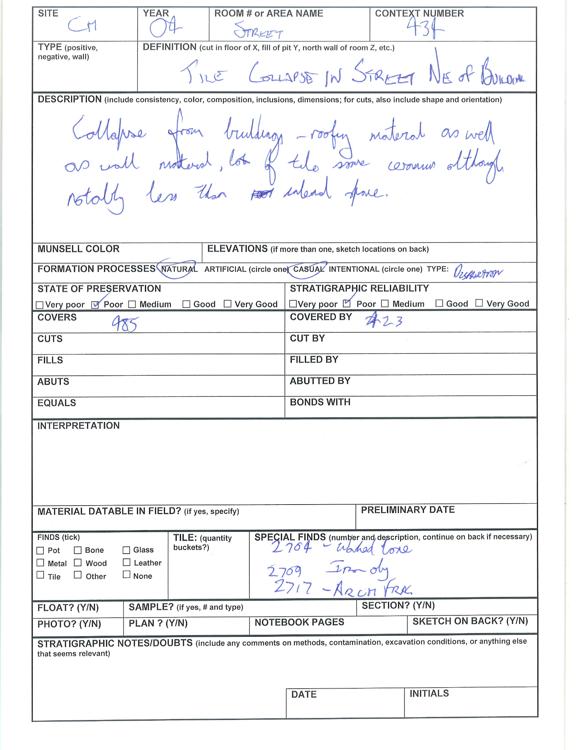 SITE CM YEAR 04 ROOM # or AREA NAME STREET CONTEXT NUMBER 434
TYPE (positive, negative, wall) DEFINITION (cut in floor of X, fill of pit Y, north wall of room Z, etc.)
TILE COLLAPSE IN STREET NE of BUILDING
DESCRIPTION (include consistency, color, composition, inclusions, dimensions; for cuts, also include shape and orientation)
Collapse from buildings - roofing material as well
as wall material, lots of tile some ceramics although
notably less than interal space.
MUNSELL COLOR ELEVATIONS (if more than one, sketch locations on back)
FORMATION PROCESSES NATURAL ARTIFICIAL (circle one) CASUAL INTENTIONAL (circle one) TYPE: DESTRUCTION
STATE OF PRESERVATION STRATIGRAPHIC RELIABILITY
Very poor Poor Medium Good Very Good Very poor Poor Medium Good Very Good
COVERS 985 COVERED BY 423
CUTS CUT BY
FILLS FILLED BY
ABUTS ABUTTED BY
EQUALS BONDS WITH
INTERPRETATION
MATERIAL DATABLE IN FIELD? (if yes, specify) PRELIMINARY DATE
FINDS (tick) TILE: (quantity buckets?) SPECIAL FINDS (number and description, continue on back if necessary)
Pot Bone Glass 2704 - Worked bone
Metal Wood Leather 2709 Iron obj
Tile Other None 2717 - ARCH FRAG
FLOAT? (Y/N) SAMPLE? (if yes, # and type) SECTION? (Y/N)
PHOTO? (Y/N) PLAN ? (Y/N) NOTEBOOK PAGES SKETCH ON BACK? (Y/N)
STRATIGRAPHIC NOTES/DOUBTS (include any comments on methods, contamination, excavation conditions, or anything else
that seems relevant)
DATE INITIALS